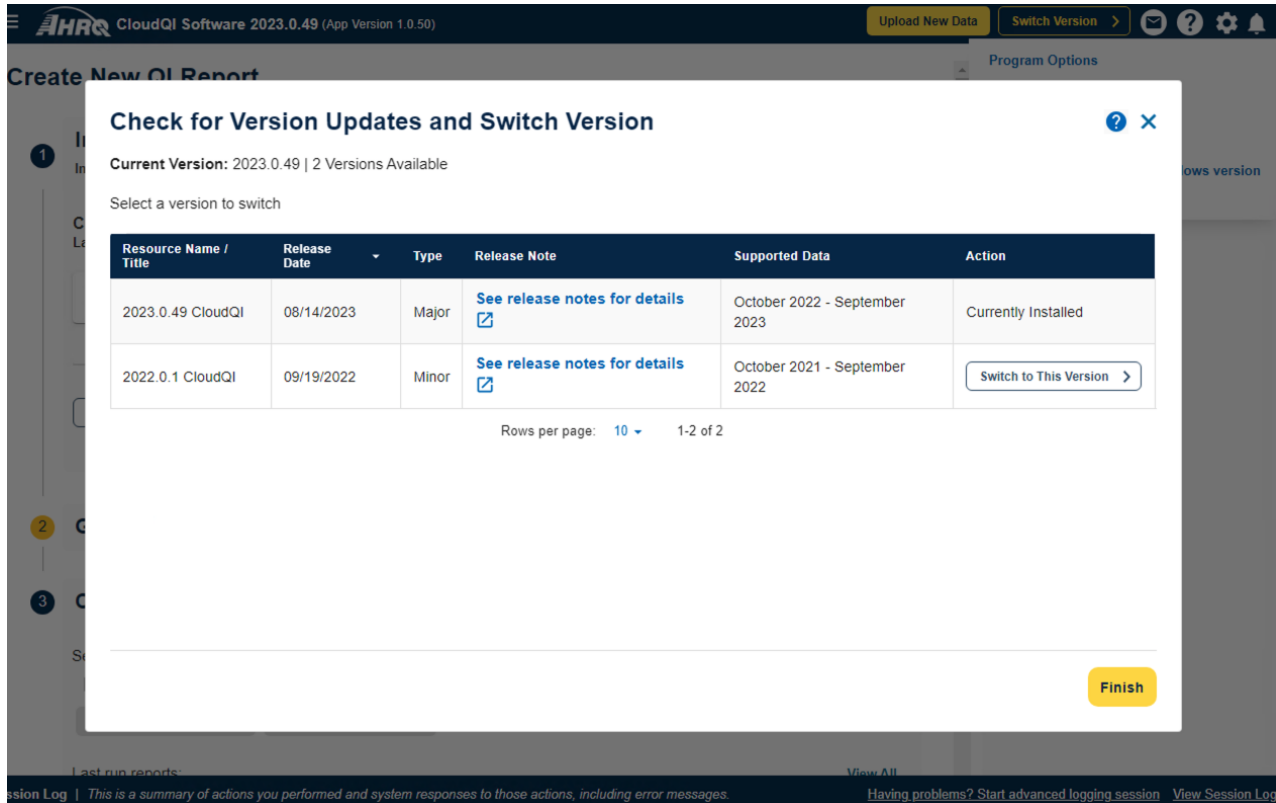 AHRQ CloudQI Software 2023.0.49 (App Version 1.0.50)
Upload New Data
Switch Version
Program Options
Create New QI Report
Check for Version Updates and Switch Version
1
Current Version: 2023.0.49 | 2 Versions Available
lows version
Select a version to switch
Resource Name / Title
Release Date
Type
Release Note
Supported Data
Action
2023.0.49 CloudQI
08/14/2023
Major
See release notes for details
October 2022 - September
2023
Currently Installed
2022.0.1 CloudQI
09/19/2022
Minor
See release notes for details
October 2021 - September
2022
Switch to This Version
Rows per page: 10
1-2 of 2
2
3
Finish
Last run reports:
View All
ssion Log | This is a summary of actions you performed and system responses to those actions, including error messages.
Having problems? Start advanced logging session
View Session Log